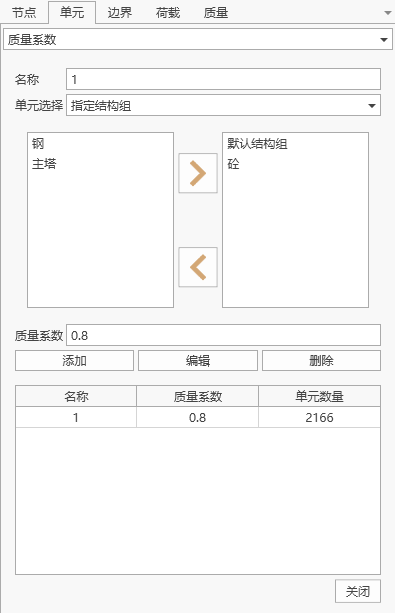 节点 单元 边界 荷载 质量
质量系数
名称 1
单元选择 指定结构组
钢 默认结构组
主塔 砼
质量系数 0.8
添加 编辑 删除
名称 质量系数 单元数量
1 0.8 2166
关闭